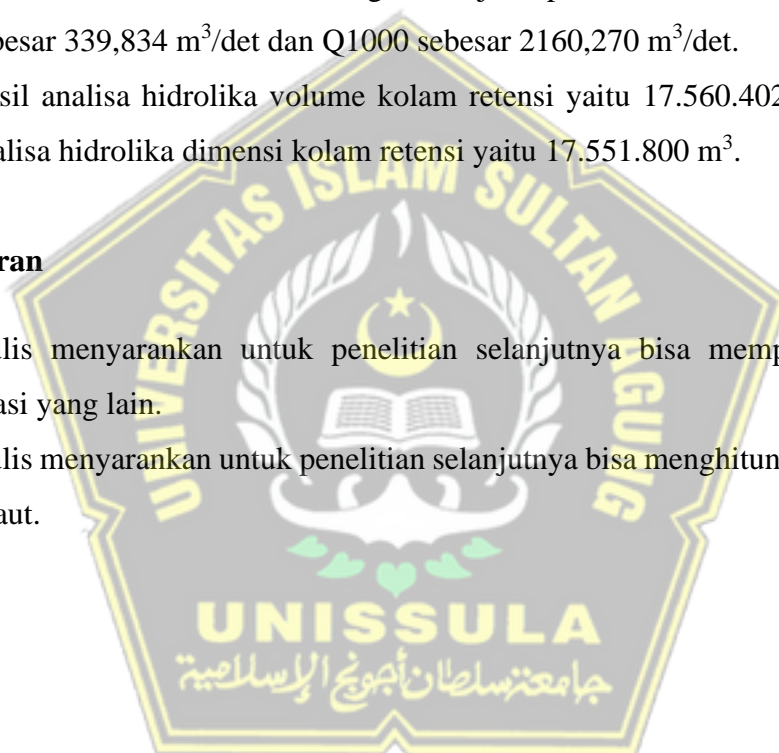 besar 339,834 m³/det dan Q1000 sebesar 2160,270 m³/det.
sil analisa hidrolika volume kolam retensi yaitu 17.560.402
alisa hidrolika dimensi kolam retensi yaitu 17.551.800 m³.
UNIVERSITAS ISLAM SULTAN AGUNG
ran
lis menyarankan untuk penelitian selanjutnya bisa memp
asi yang lain.
lis menyarankan untuk penelitian selanjutnya bisa menghitun
aut.
UNISSULA
جامعة سلطان أجونج الإسلامية